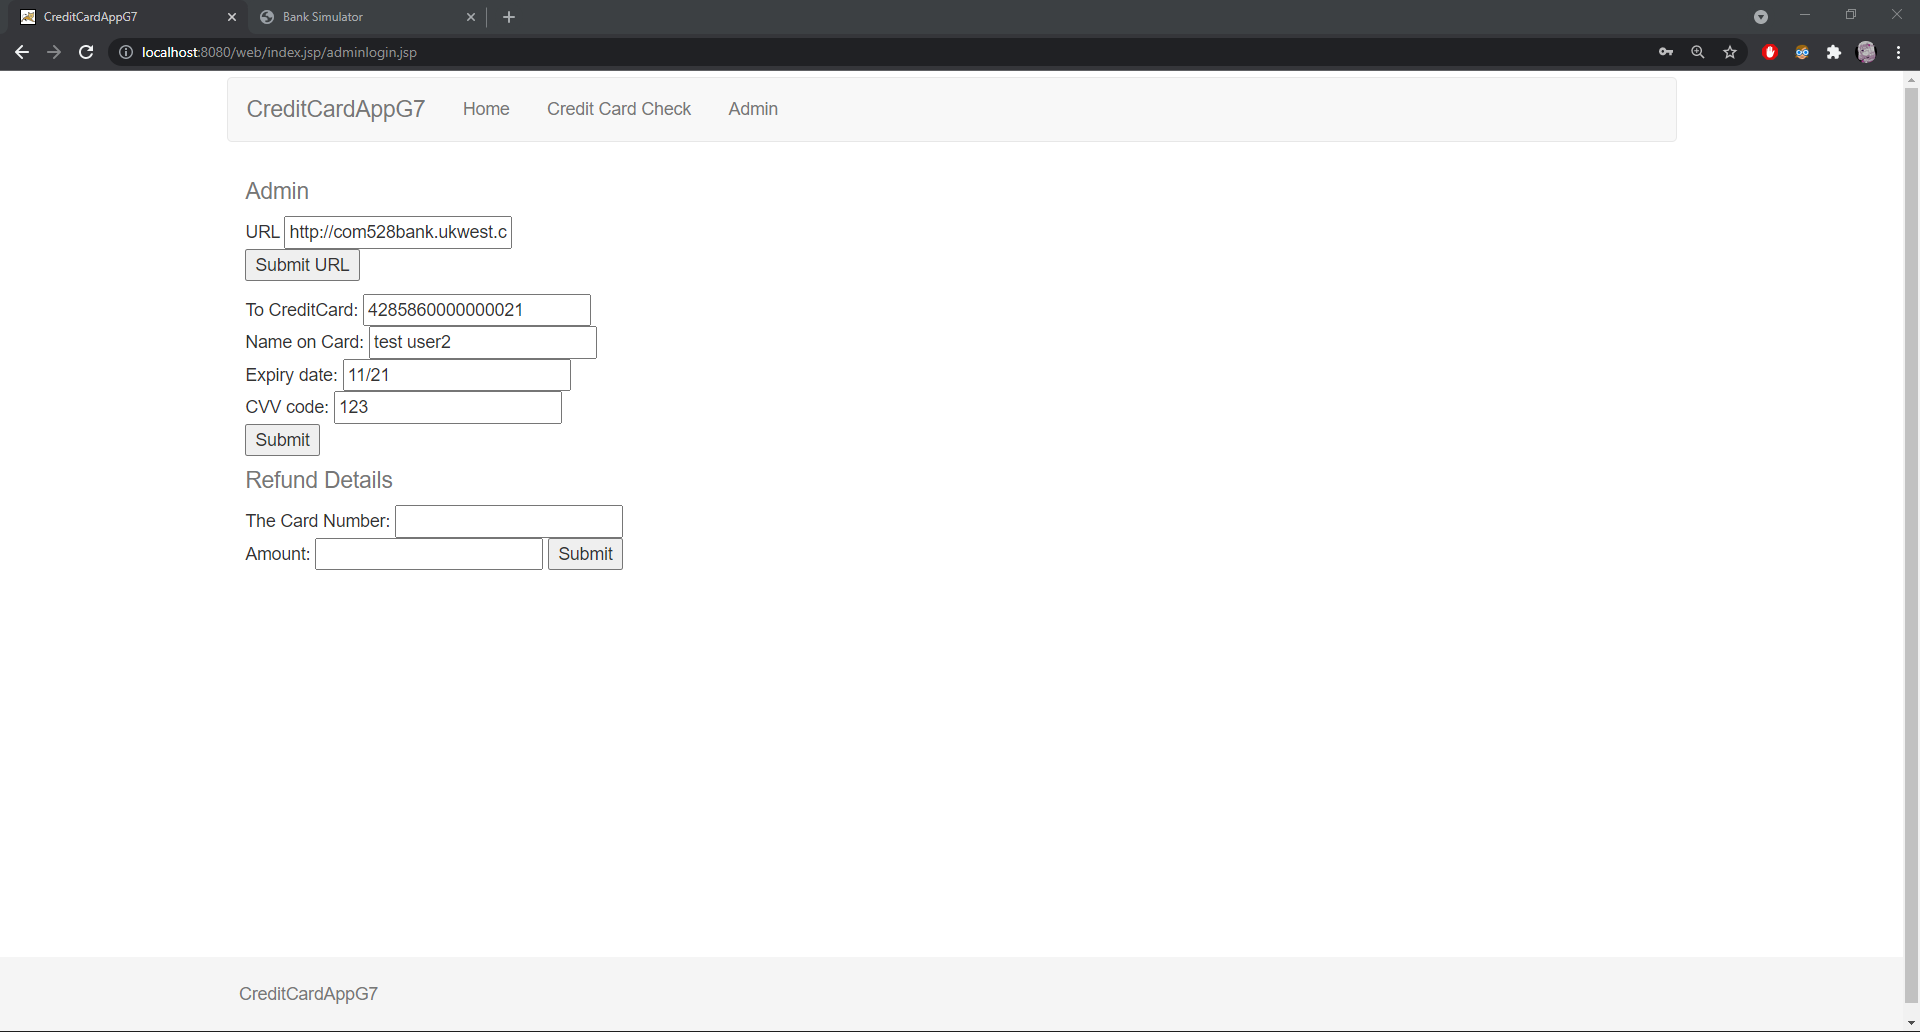 CreditCardAppG7
Bank Simulator
localhost:8080/web/index.jsp/adminlogin.jsp
CreditCardAppG7 Home Credit Card Check Admin
Admin
URL http://com528bank.ukwest.c
Submit URL
To CreditCard: 4285860000000021
Name on Card: test user2
Expiry date: 11/21
CVV code: 123
Submit
Refund Details
The Card Number:
Amount: Submit
CreditCardAppG7